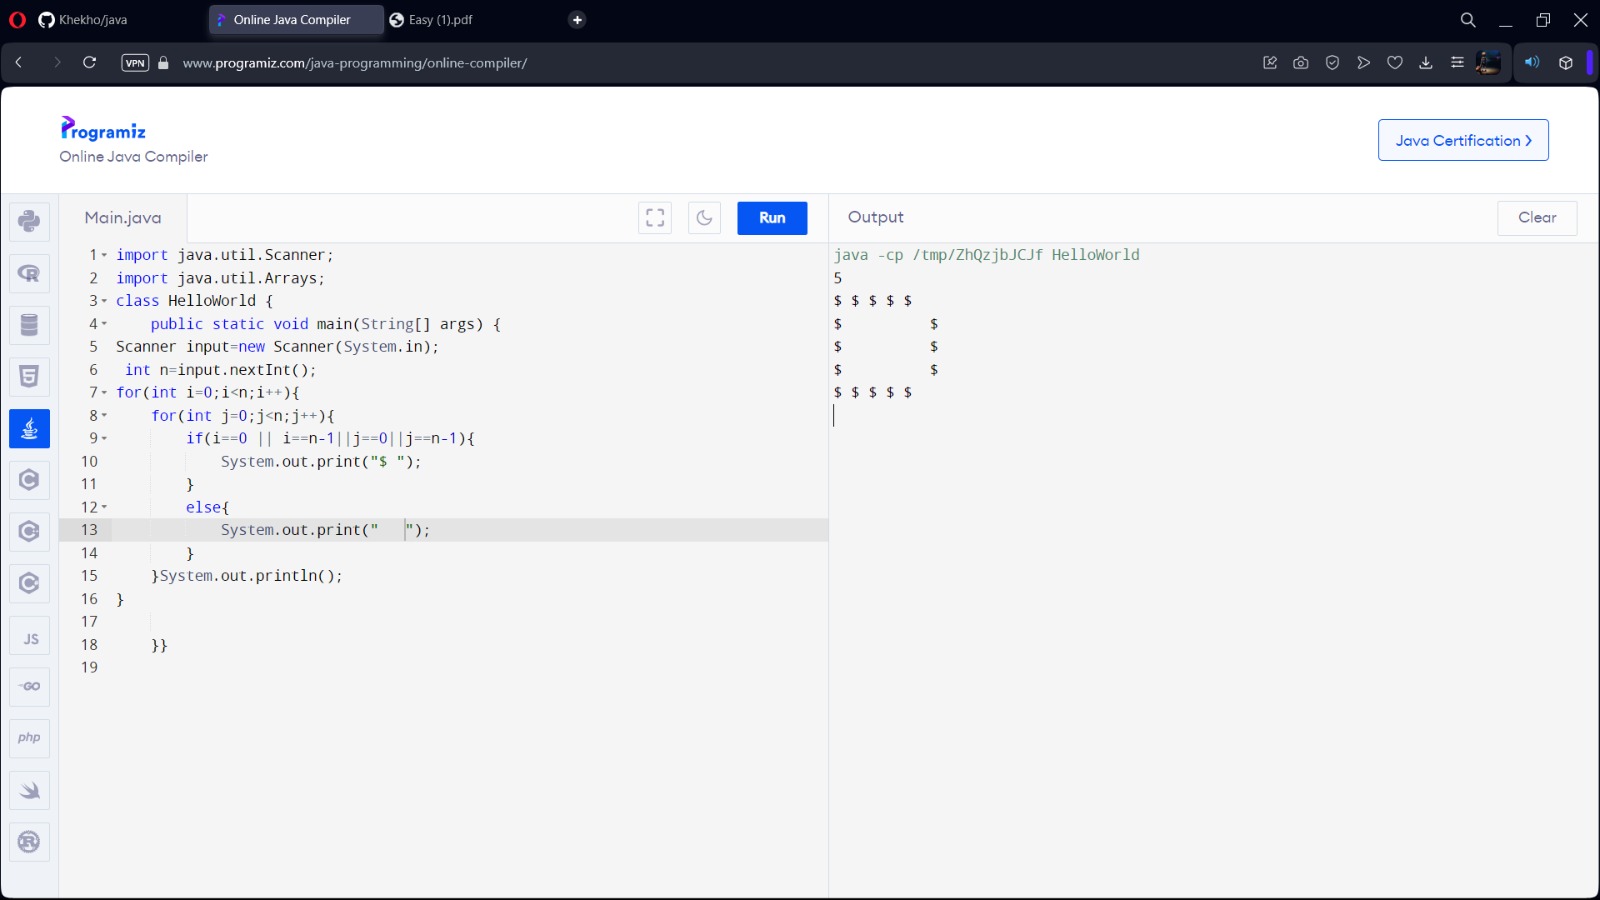 Khekho/java
Online Java Compiler
Easy (1).pdf
VPN
www.programiz.com/java-programming/online-compiler/
Programiz
Online Java Compiler
Java Certification
Main.java
Run
Output
Clear
1 import java.util.Scanner;
2 import java.util.Arrays;
3 class HelloWorld {
4     public static void main(String[] args) {
5 Scanner input=new Scanner(System.in);
6  int n=input.nextInt();
7 for(int i=0;i<n;i++){
8     for(int j=0;j<n;j++){
9         if(i==0 || i==n-1||j==0||j==n-1){
10             System.out.print("$ ");
11         }
12         else{
13             System.out.print("   ");
14         }
15     }System.out.println();
16 }
17
18     }}
19
java -cp /tmp/ZhQzjbJCJf HelloWorld
5
$ $ $ $ $
$          $
$          $
$          $
$ $ $ $ $
R
5
C
C
C
JS
GO
php
R